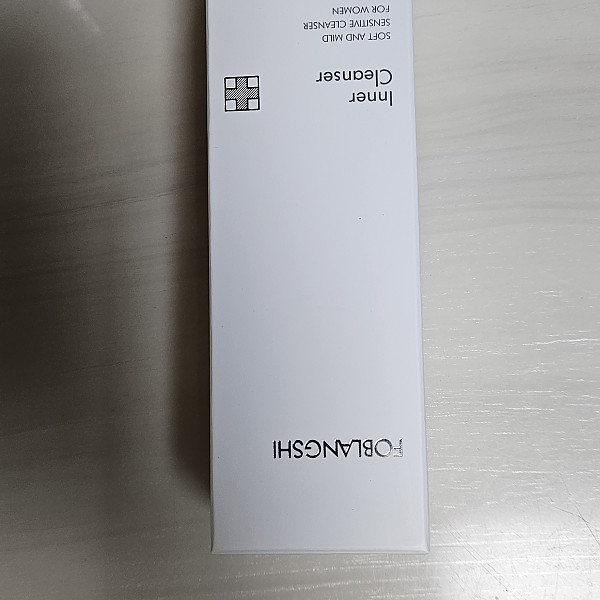 FOBLANGSHI
Inner
Cleanser
SOFT AND MILD
SENSITIVE CLEANSER
FOR WOMEN